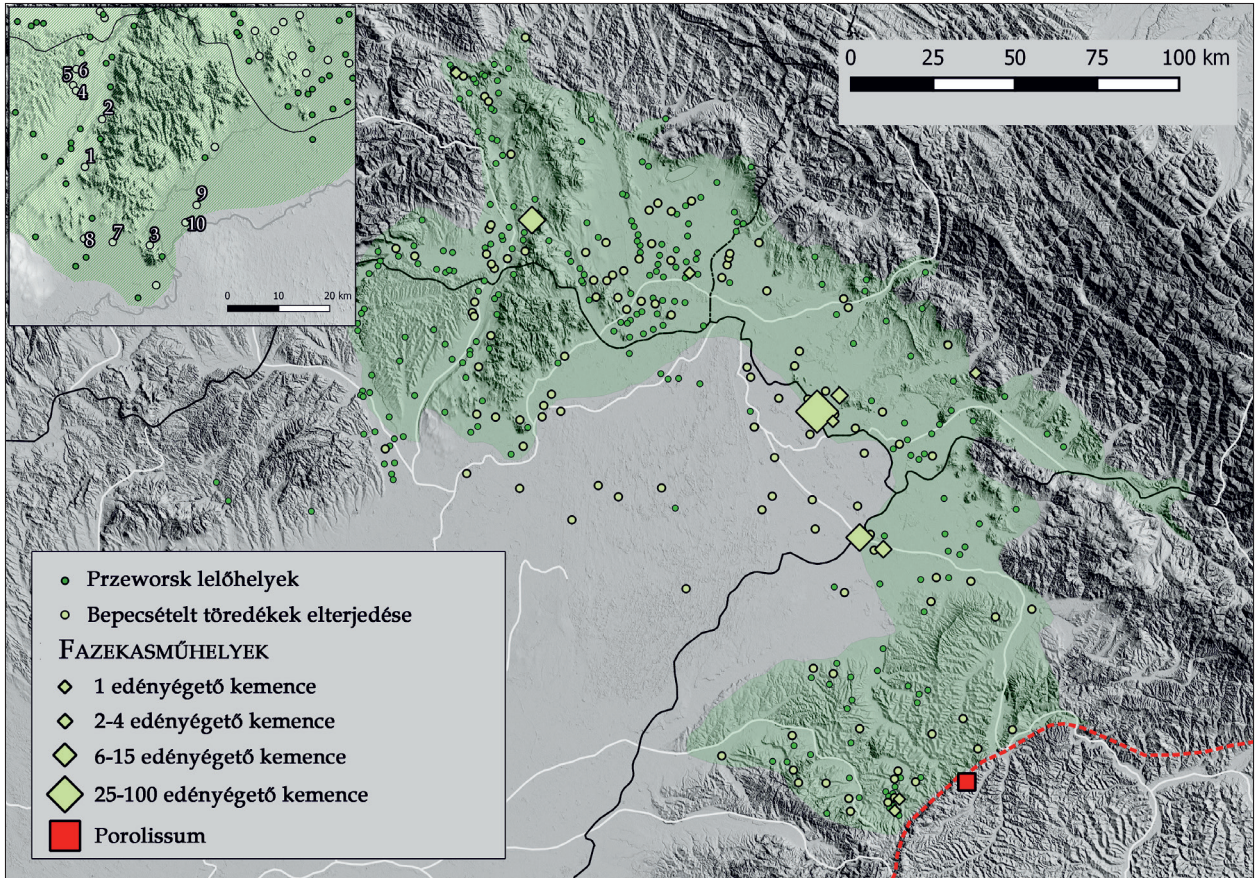 0 25 50 75 100 km
5 6
4
2
1
9
10
8 7 3
0 10 20 km
Przeworsk lelőhelyek
Bepecsételt töredékek elterjedése
Fazekasműhelyek
1 edényégető kemence
2-4 edényégető kemence
6-15 edényégető kemence
25-100 edényégető kemence
Porolissum